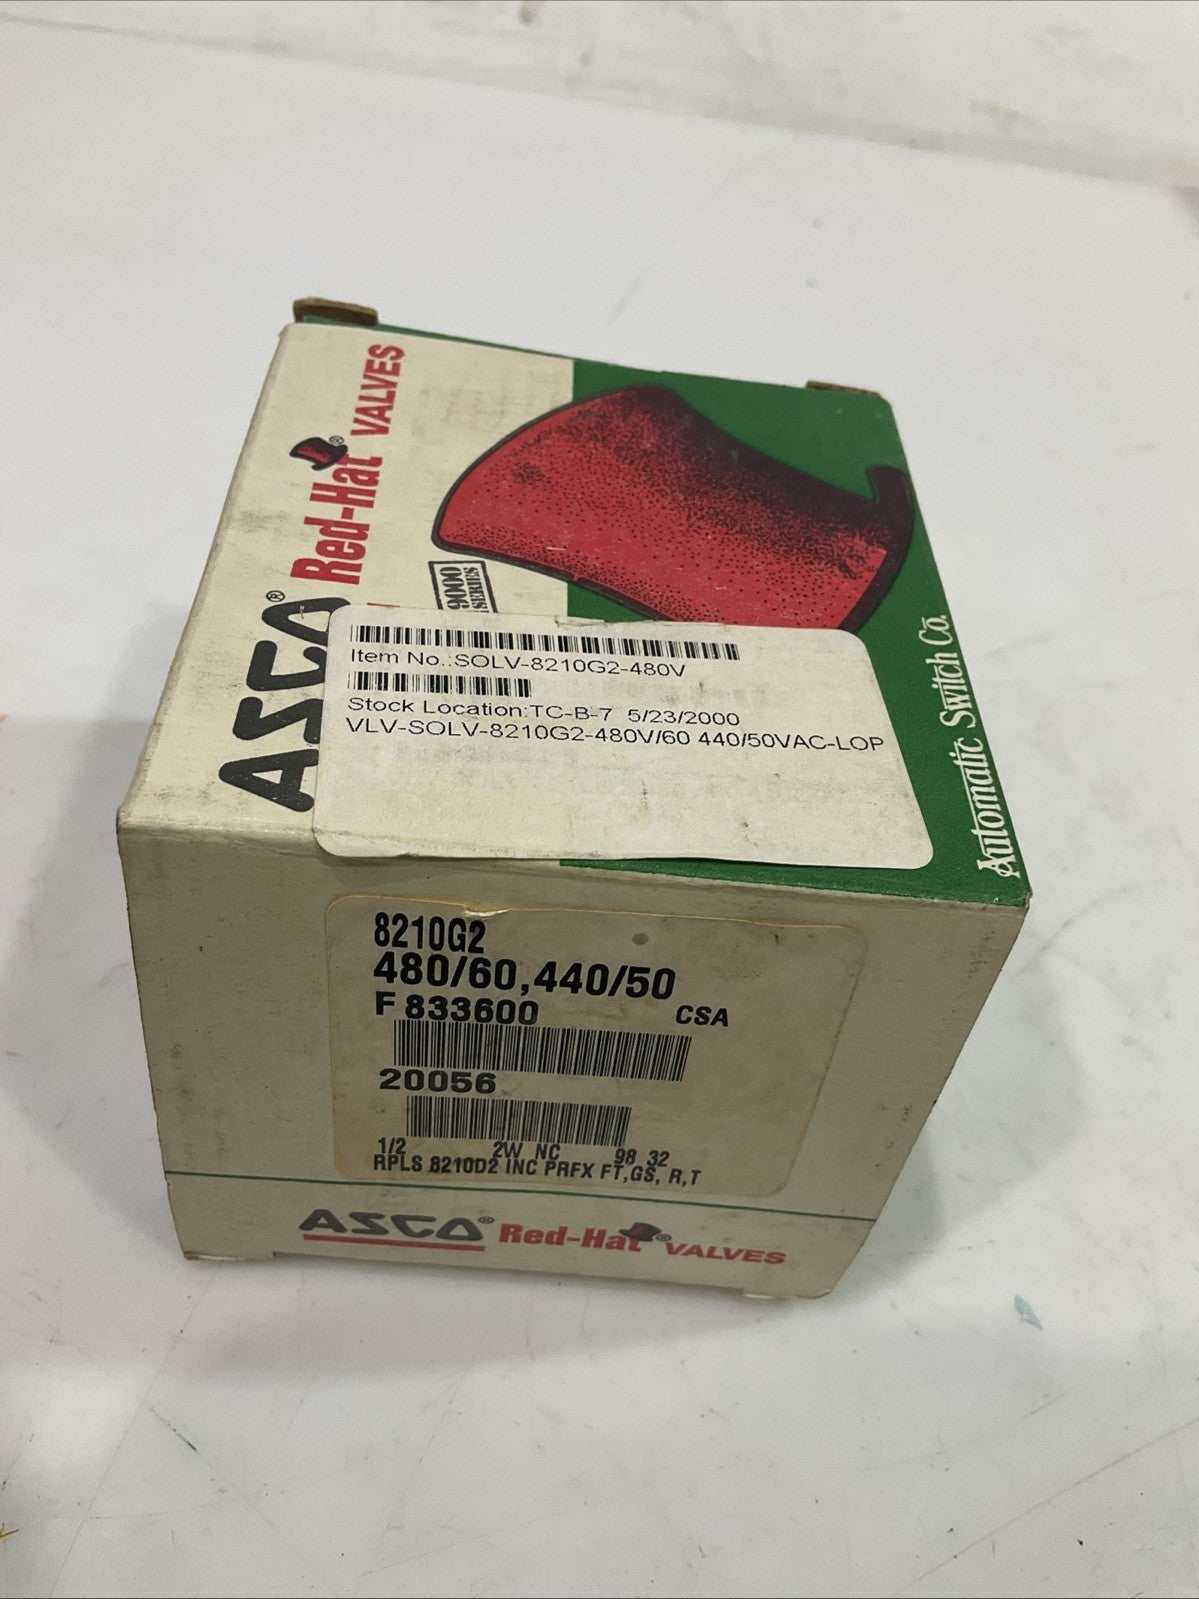 ASCO® Red-Hat® VALVES
9000
SERIES
Automatic Switch Co.
Item No.:SOLV-8210G2-480V
Stock Location:TC-B-7 5/23/2000
VLV-SOLV-8210G2-480V/60 440/50VAC-LOP
8210G2
480/60,440/50
F 833600 CSA
20056
1/2 2W NC 98 32
RPLS 8210D2 INC PRFX FT,GS, R,T
ASCO® Red-Hat® VALVES